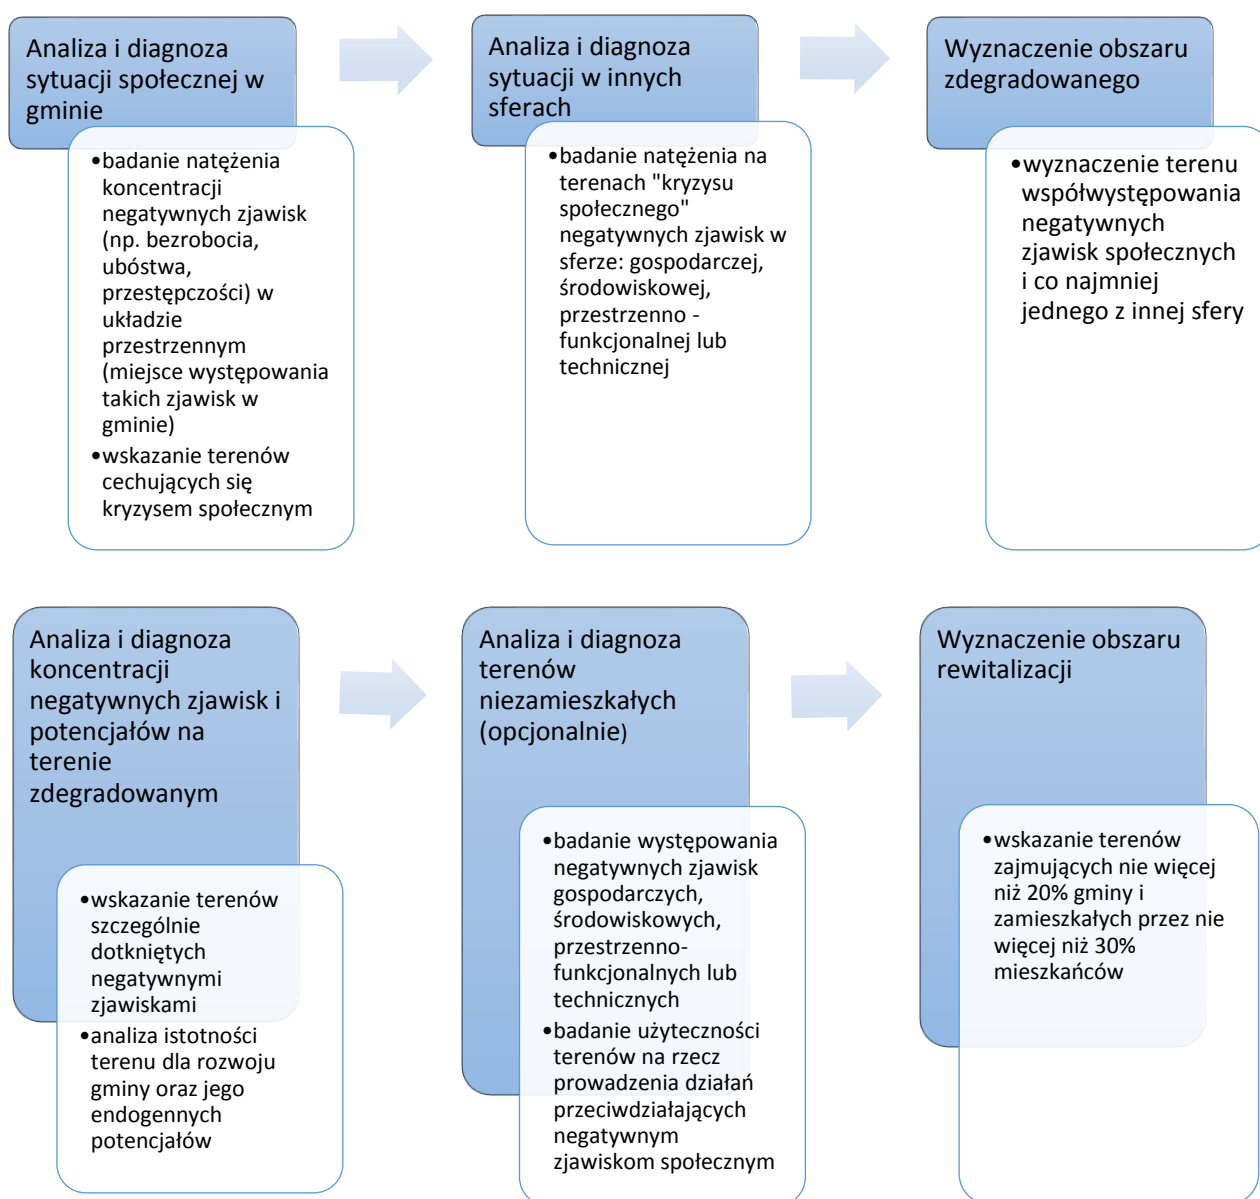 Analiza i diagnoza
sytuacji społecznej w
gminie
•badanie natężenia
koncentracji
negatywnych zjawisk
(np. bezrobocia,
ubóstwa,
przestępczości) w
układzie
przestrzennym
(miejsce występowania
takich zjawisk w
gminie)
•wskazanie terenów
cechujących się
kryzysem społecznym
Analiza i diagnoza
sytuacji w innych
sferach
•badanie natężenia na
terenach "kryzysu
społecznego"
negatywnych zjawisk w
sferze: gospodarczej,
środowiskowej,
przestrzenno -
funkcjonalnej lub
technicznej
Wyznaczenie obszaru
zdegradowanego
•wyznaczenie terenu
współwystępowania
negatywnych
zjawisk społecznych
i co najmniej
jednego z innej sfery
Analiza i diagnoza
koncentracji
negatywnych zjawisk i
potencjałów na
terenie
zdegradowanym
•wskazanie terenów
szczególnie
dotkniętych
negatywnymi
zjawiskami
•analiza istotności
terenu dla rozwoju
gminy oraz jego
endogennych
potencjałów
Analiza i diagnoza
terenów
niezamieszkałych
(opcjonalnie)
•badanie występowania
negatywnych zjawisk
gospodarczych,
środowiskowych,
przestrzenno-
funkcjonalnych lub
technicznych
•badanie użyteczności
terenów na rzecz
prowadzenia działań
przeciwdziałających
negatywnym
zjawiskom społecznym
Wyznaczenie obszaru
rewitalizacji
•wskazanie terenów
zajmujących nie więcej
niż 20% gminy i
zamieszkałych przez nie
więcej niż 30%
mieszkańców